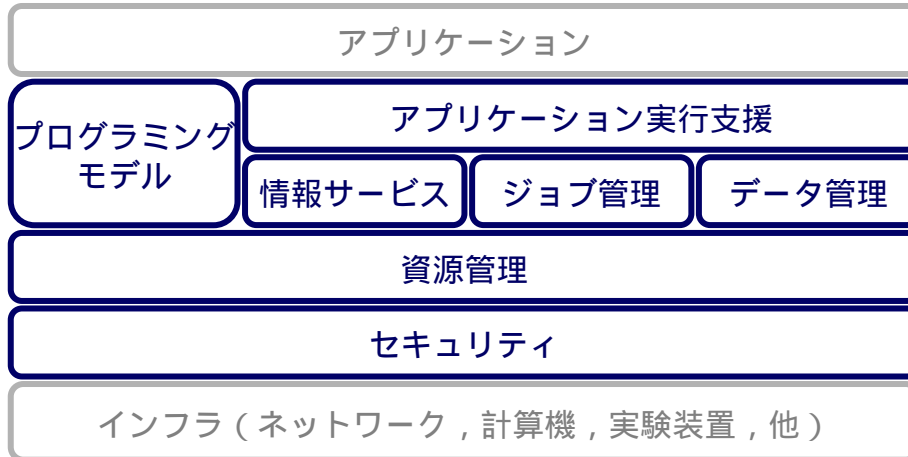 アプリケーション
プログラミング
モデル
アプリケーション実行支援
情報サービス
ジョブ管理
データ管理
資源管理
セキュリティ
インフラ（ネットワーク，計算機，実験装置，他）